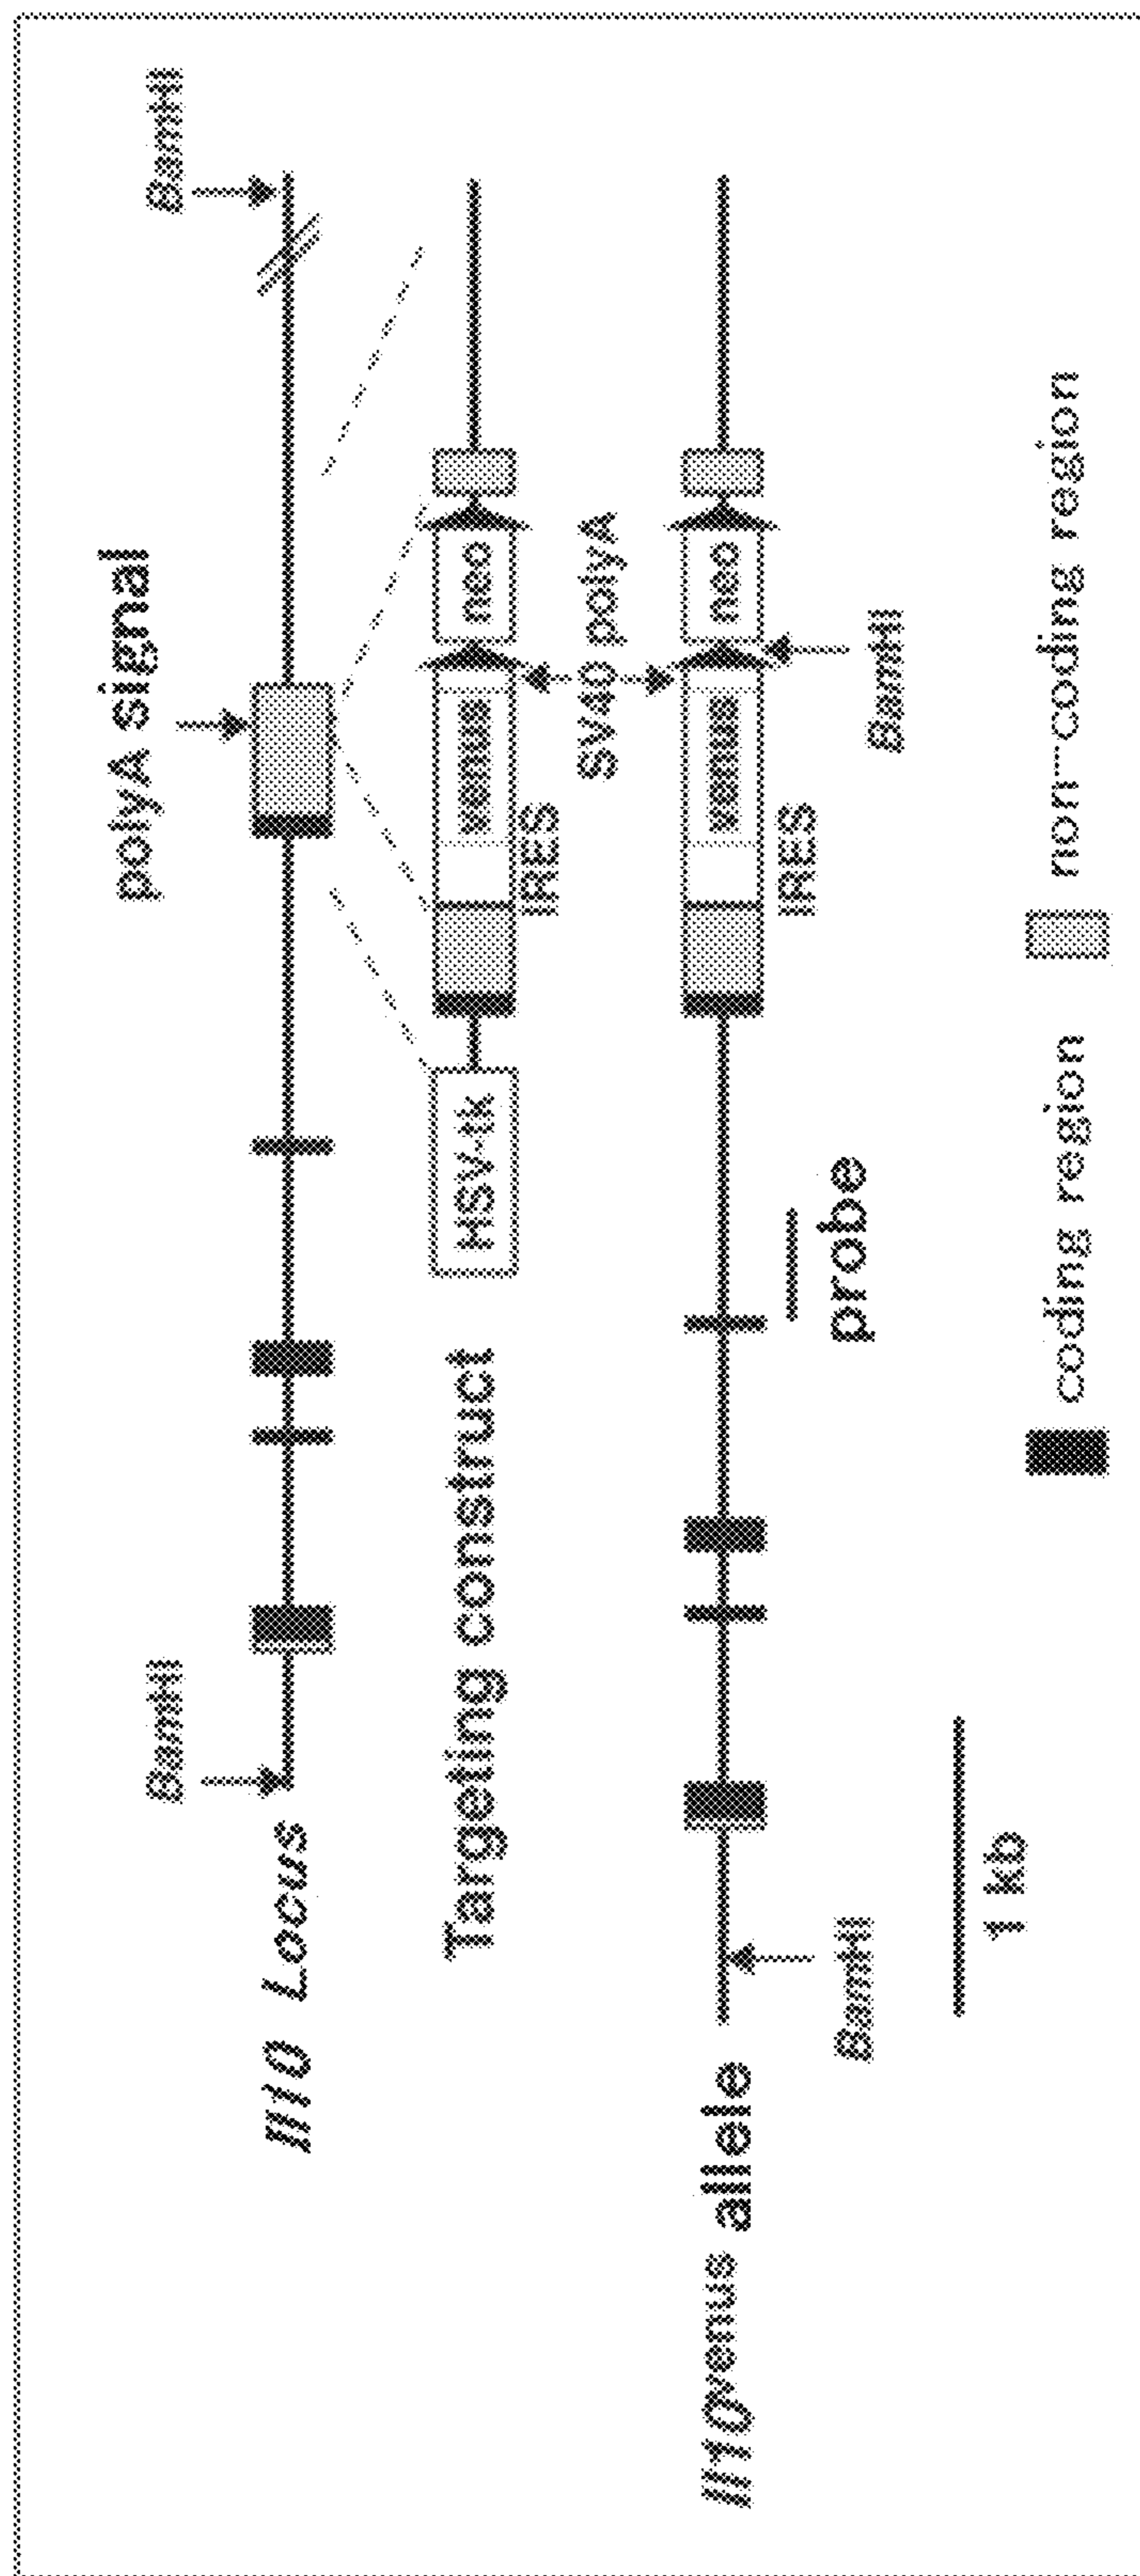 BamHI
polyA signal
BamHI
Il10 Locus
Targeting construct
HSV-tk
venus
neo
IRES
SV40 polyA
Il10venus allele
venus
neo
IRES
probe
BamHI
BamHI
1 kb
coding region
non-coding region